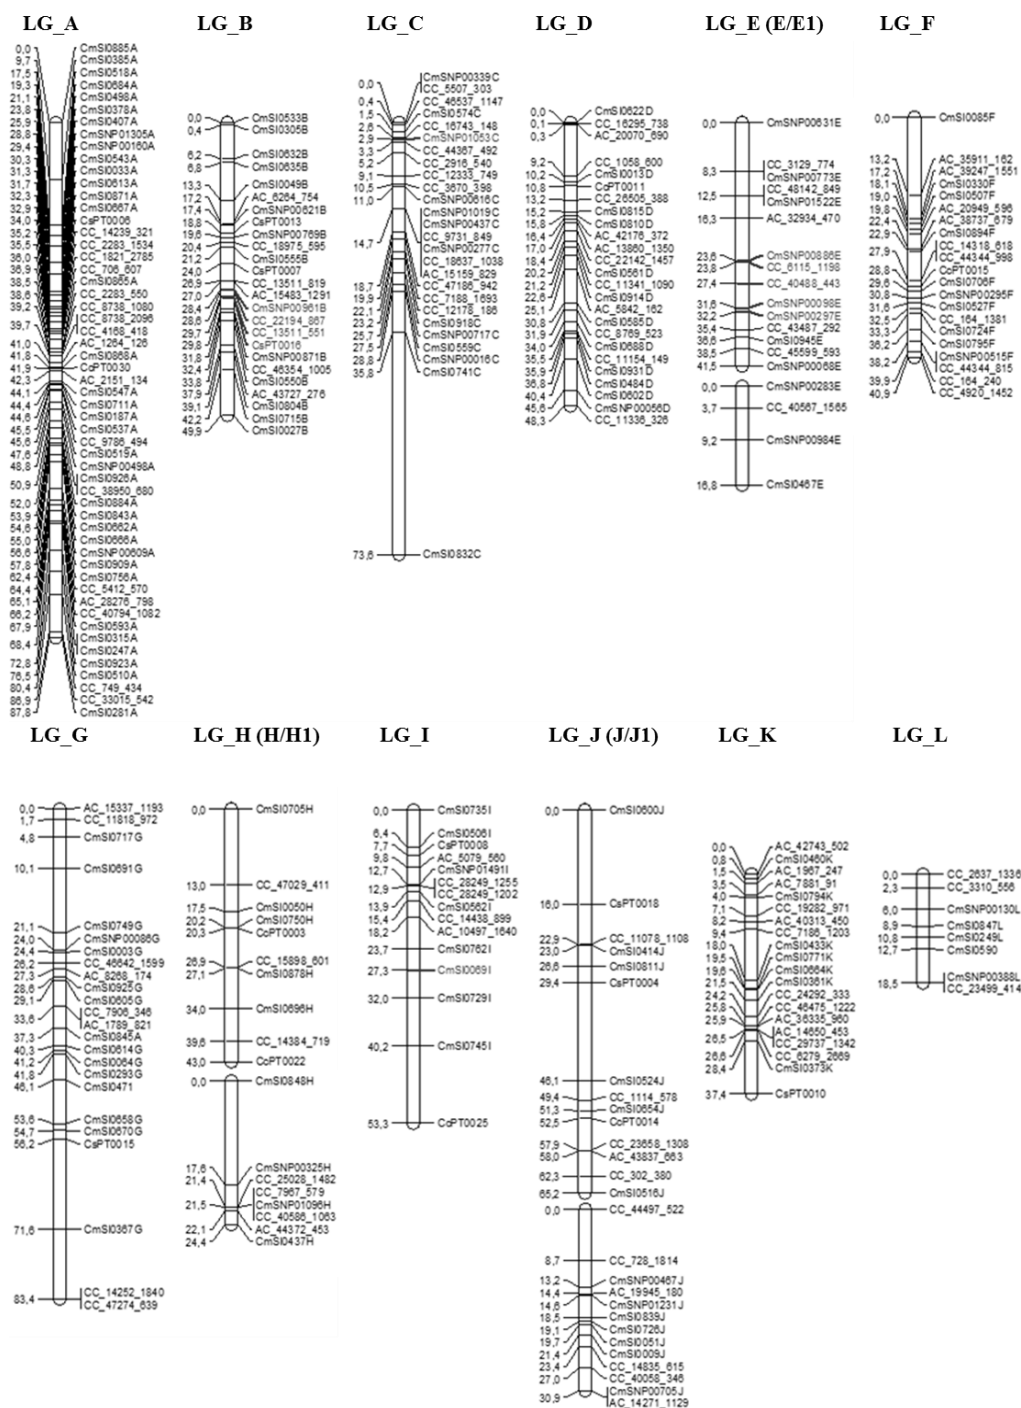 LG_A
0,0 CmSI0885A
9,7 CmSI0385A
17,5 CmSI0518A
19,3 CmSI0684A
21,1 CmSI0498A
23,8 CmSI0378A
25,9 CmSI0407A
28,8 CmSNP01305A
29,4 CmSNP00160A
30,3 CmSI0543A
31,3 CmSI0033A
31,7 CmSI0613A
32,3 CmSI0871A
32,8 CmSI0667A
34,0 CsPT0006
35,2 CC_14239_321
35,5 CC_2283_1534
36,0 CC_1821_2785
36,9 CC_706_607
38,5 CmSI0865A
38,6 CC_2283_550
39,2 CC_8738_1080
39,7 CC_8738_2096
CC_4168_418
41,0 AC_1264_126
41,8 CmSI0868A
41,9 CcPT0030
42,3 AC_2151_134
44,1 CmSI0547A
44,4 CmSI0711A
44,6 CmSI0187A
45,5 CmSI0537A
45,6 CC_9786_494
47,6 CmSI0519A
48,8 CmSNP00498A
50,9 CmSI0926A
CC_38950_680
52,0 CmSI0884A
53,9 CmSI0843A
54,6 CmSI0662A
55,0 CmSI0666A
56,6 CmSNP00609A
57,8 CmSI0909A
62,4 CmSI0756A
64,4 CC_5412_570
65,1 AC_28276_798
66,2 CC_40794_1082
67,9 CmSI0593A
68,4 CmSI0315A
CmSI0247A
72,8 CmSI0923A
76,5 CmSI0510A
80,4 CC_749_434
86,9 CC_33015_542
87,8 CmSI0281A
LG_B
0,0 CmSI0533B
0,4 CmSI0305B
6,2 CmSI0632B
6,8 CmSI0635B
13,3 CmSI0049B
17,2 AC_6264_754
17,4 CmSNP00621B
18,8 CsPT0013
19,6 CmSNP00769B
20,4 CC_18975_595
21,2 CmSI0555B
24,0 CsPT0007
26,9 CC_13511_819
27,0 AC_15483_1291
28,4 CmSNP00961B
28,6 CC_22194_867
29,7 CC_13511_551
29,8 CsPT0016
31,8 CmSNP00871B
32,4 CC_46354_1005
33,8 CmSI0550B
37,9 AC_43727_276
39,1 CmSI0804B
42,2 CmSI0715B
49,9 CmSI0027B
LG_C
0,0 CmSNP00339C
CC_5507_303
0,4 CC_46537_1147
1,5 CmSI0574C
2,6 CC_16743_148
2,9 CmSNP01053C
3,3 CC_44367_492
5,2 CC_2916_540
9,1 CC_12333_749
10,5 CC_3670_398
11,0 CmSNP00616C
14,7 CmSNP01019C
CmSNP00437C
CC_9731_849
CmSNP00277C
CC_18637_1038
AC_15159_829
18,7 CC_47186_942
19,9 CC_7188_1693
22,1 CC_12178_186
23,2 CmSI0918C
25,7 CmSNP00717C
27,5 CmSI0559C
28,8 CmSNP00016C
35,8 CmSI0741C
73,6 CmSI0832C
LG_D
0,0 CmSI0622D
0,1 CC_16295_738
0,3 AC_20070_690
9,2 CC_1058_600
10,2 CmSI0013D
10,8 CcPT0011
13,2 CC_26505_388
15,2 CmSI0815D
15,8 CmSI0810D
16,4 CC_42176_372
17,0 AC_13860_1350
18,4 CC_22142_1457
20,2 CmSI0561D
21,2 CC_11341_1090
22,6 CmSI0914D
25,1 AC_5842_162
30,8 CmSI0585D
31,9 CC_8769_523
34,0 CmSI0688D
35,5 CC_11154_149
35,9 CmSI0931D
36,8 CmSI0484D
40,4 CmSI0602D
45,6 CmSNP00056D
48,3 CC_11336_326
LG_E (E/E1)
0,0 CmSNP00631E
8,3 CC_3129_774
CmSNP00773E
12,5 CC_48142_849
CmSNP01522E
16,3 AC_32934_470
23,6 CmSNP00886E
23,8 CC_6115_1198
27,4 CC_40488_443
31,6 CmSNP00098E
32,2 CmSNP00297E
35,4 CC_43487_292
36,6 CmSI0945E
38,5 CC_45599_593
41,5 CmSNP00068E
0,0 CmSNP00283E
3,7 CC_40567_1565
9,2 CmSNP00984E
16,8 CmSI0467E
LG_F
0,0 CmSI0085F
13,2 AC_35911_162
17,2 AC_39247_1551
18,1 CmSI0330F
19,0 CmSI0507F
19,8 AC_20949_596
22,4 AC_38737_679
22,9 CmSI0894F
27,9 CC_14318_618
CC_44344_998
28,8 CcPT0015
29,6 CmSI0706F
30,8 CmSNP00295F
31,6 CmSI0527F
32,5 CC_164_1381
33,3 CmSI0724F
36,2 CmSI0795F
38,2 CmSNP00515F
CC_44344_815
39,9 CC_164_240
40,9 CC_4920_1452
LG_G
0,0 AC_15337_1193
1,7 CC_11818_972
4,8 CmSI0717G
10,1 CmSI0691G
21,1 CmSI0749G
24,0 CmSNP00086G
24,4 CmSI0003G
26,2 CC_46642_1599
27,3 AC_8268_174
28,6 CmSI0925G
29,1 CmSI0605G
33,6 CC_7906_346
AC_1789_821
37,3 CmSI0845A
40,3 CmSI0614G
41,2 CmSI0064G
41,8 CmSI0293G
46,1 CmSI0471
53,6 CmSI0658G
54,7 CmSI0670G
56,2 CsPT0015
71,6 CmSI0367G
83,4 CC_14252_1840
CC_47274_639
LG_H (H/H1)
0,0 CmSI0705H
13,0 CC_47029_411
17,5 CmSI0050H
20,2 CmSI0750H
20,3 CcPT0003
26,9 CC_15898_601
27,1 CmSI0878H
34,0 CmSI0696H
39,6 CC_14384_719
43,0 CcPT0022
0,0 CmSI0848H
17,6 CmSNP00325H
21,4 CC_25028_1482
21,5 CC_7967_579
CmSNP01096H
CC_40586_1063
22,1 AC_44372_453
24,4 CmSI0437H
LG_I
0,0 CmSI0735I
6,4 CmSI0506I
7,7 CsPT0008
9,8 AC_5079_560
12,7 CmSNP01491I
12,9 CC_28249_1255
CC_28249_1202
13,9 CmSI0562I
15,4 CC_14438_899
18,2 AC_10497_1640
23,7 CmSI0762I
27,3 CmSI0069I
32,0 CmSI0729I
40,2 CmSI0745I
53,3 CcPT0025
LG_J (J/J1)
0,0 CmSI0600J
16,0 CsPT0018
22,9 CC_11078_1108
23,0 CmSI0414J
26,6 CmSI0811J
29,4 CsPT0004
46,1 CmSI0524J
49,4 CC_1114_578
51,3 CmSI0654J
52,5 CcPT0014
57,9 CC_23658_1308
58,0 AC_43837_663
62,3 CC_302_380
65,2 CmSI0516J
0,0 CC_44497_522
8,7 CC_728_1814
13,2 CmSNP00467J
14,4 AC_19945_180
14,6 CmSNP01231J
18,5 CmSI0839J
19,1 CmSI0726J
19,7 CmSI0051J
21,4 CmSI0009J
23,4 CC_14835_615
27,0 CC_40058_346
30,9 CmSNP00705J
AC_14271_1129
LG_K
0,0 AC_42743_502
0,8 CmSI0460K
1,5 AC_1967_247
3,5 AC_7881_91
4,0 CmSI0794K
7,1 CC_19282_971
8,2 AC_40313_450
9,4 CC_7186_1203
18,0 CmSI0433K
19,5 CmSI0771K
19,6 CmSI0664K
21,5 CmSI0361K
24,2 CC_24292_333
25,8 CC_46475_1222
25,9 AC_36335_960
26,5 AC_14650_453
CC_29737_1342
26,6 CC_6279_2669
28,4 CmSI0373K
37,4 CsPT0010
LG_L
0,0 CC_2637_1336
2,3 CC_3310_556
6,0 CmSNP00130L
8,9 CmSI0847L
10,8 CmSI0249L
12,7 CmSI0590
18,5 CmSNP00388L
CC_23499_414